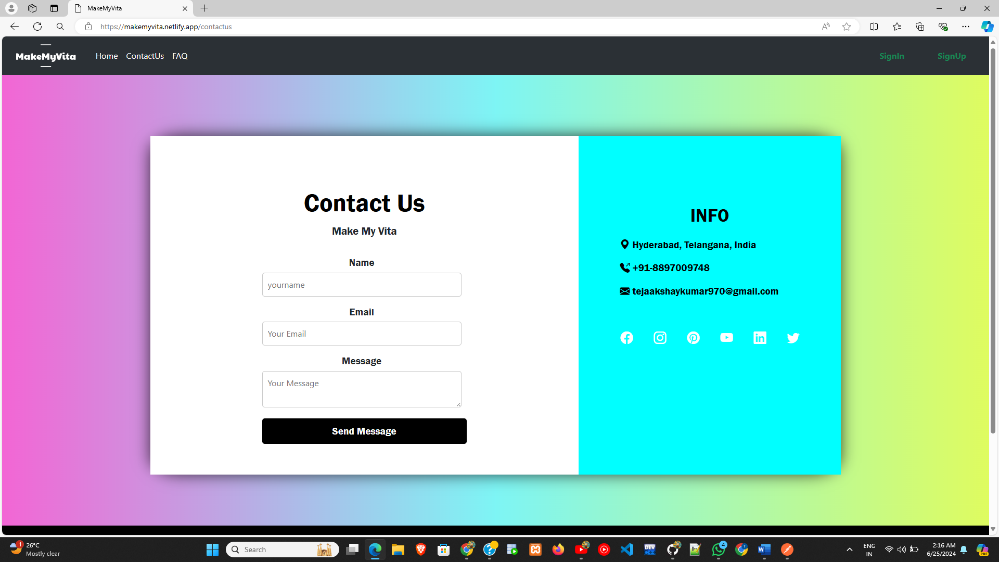 MakeMyVita
https://makemyvita.netlify.app/contactus
MakeMyVita
Home
ContactUs
FAQ
SignIn
SignUp
Contact Us
Make My Vita
Name
yourname
Email
Your Email
Message
Your Message
Send Message
INFO
Hyderabad, Telangana, India
+91-8897009748
tejaakshaykumar970@gmail.com
26°C
Mostly clear
Search
ENG
IN
2:16 AM
6/25/2024